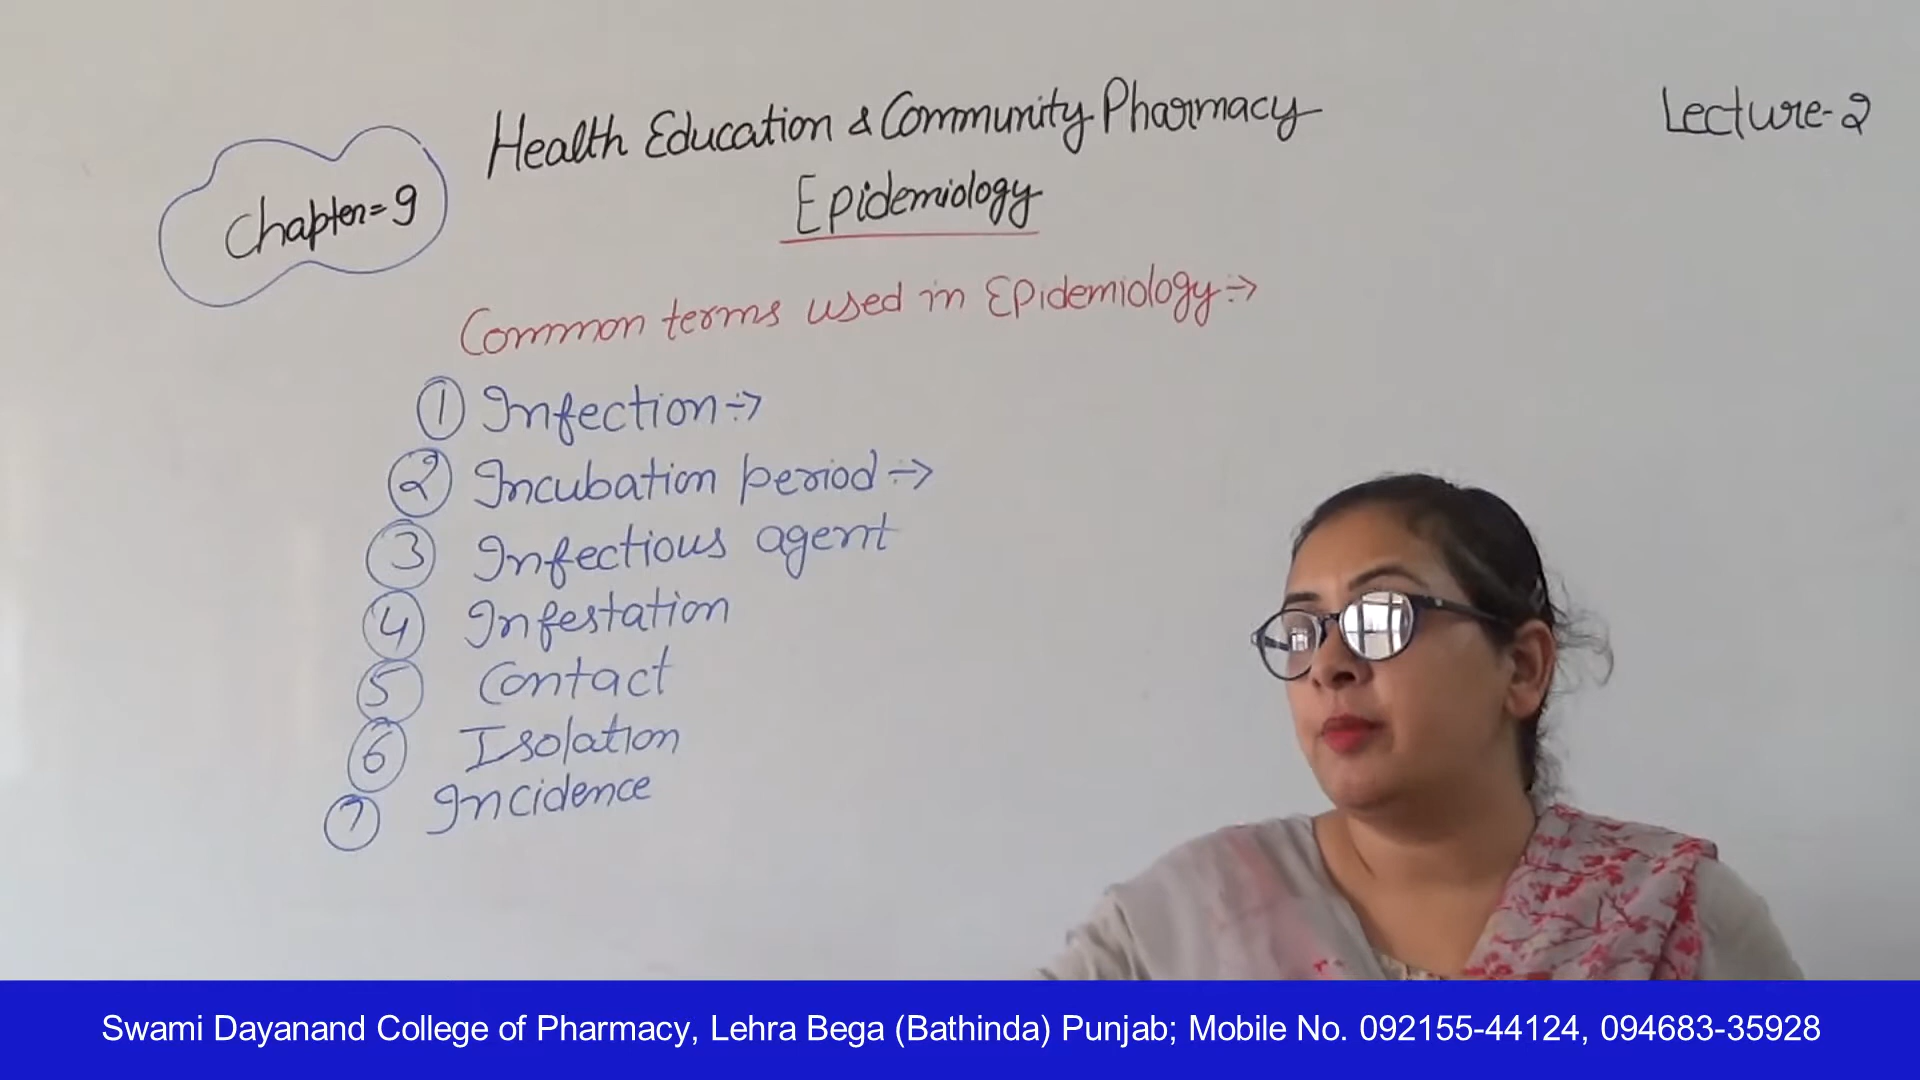 Health Education & Community Pharmacy
Lecture-2
Chapter=9
Epidemiology
Common terms used in Epidemiology:->
① Infection:->
② Incubation period:->
③ Infectious agent
④ Infestation
⑤ Contact
⑥ Isolation
⑦ Incidence
Swami Dayanand College of Pharmacy, Lehra Bega (Bathinda) Punjab; Mobile No. 092155-44124, 094683-35928